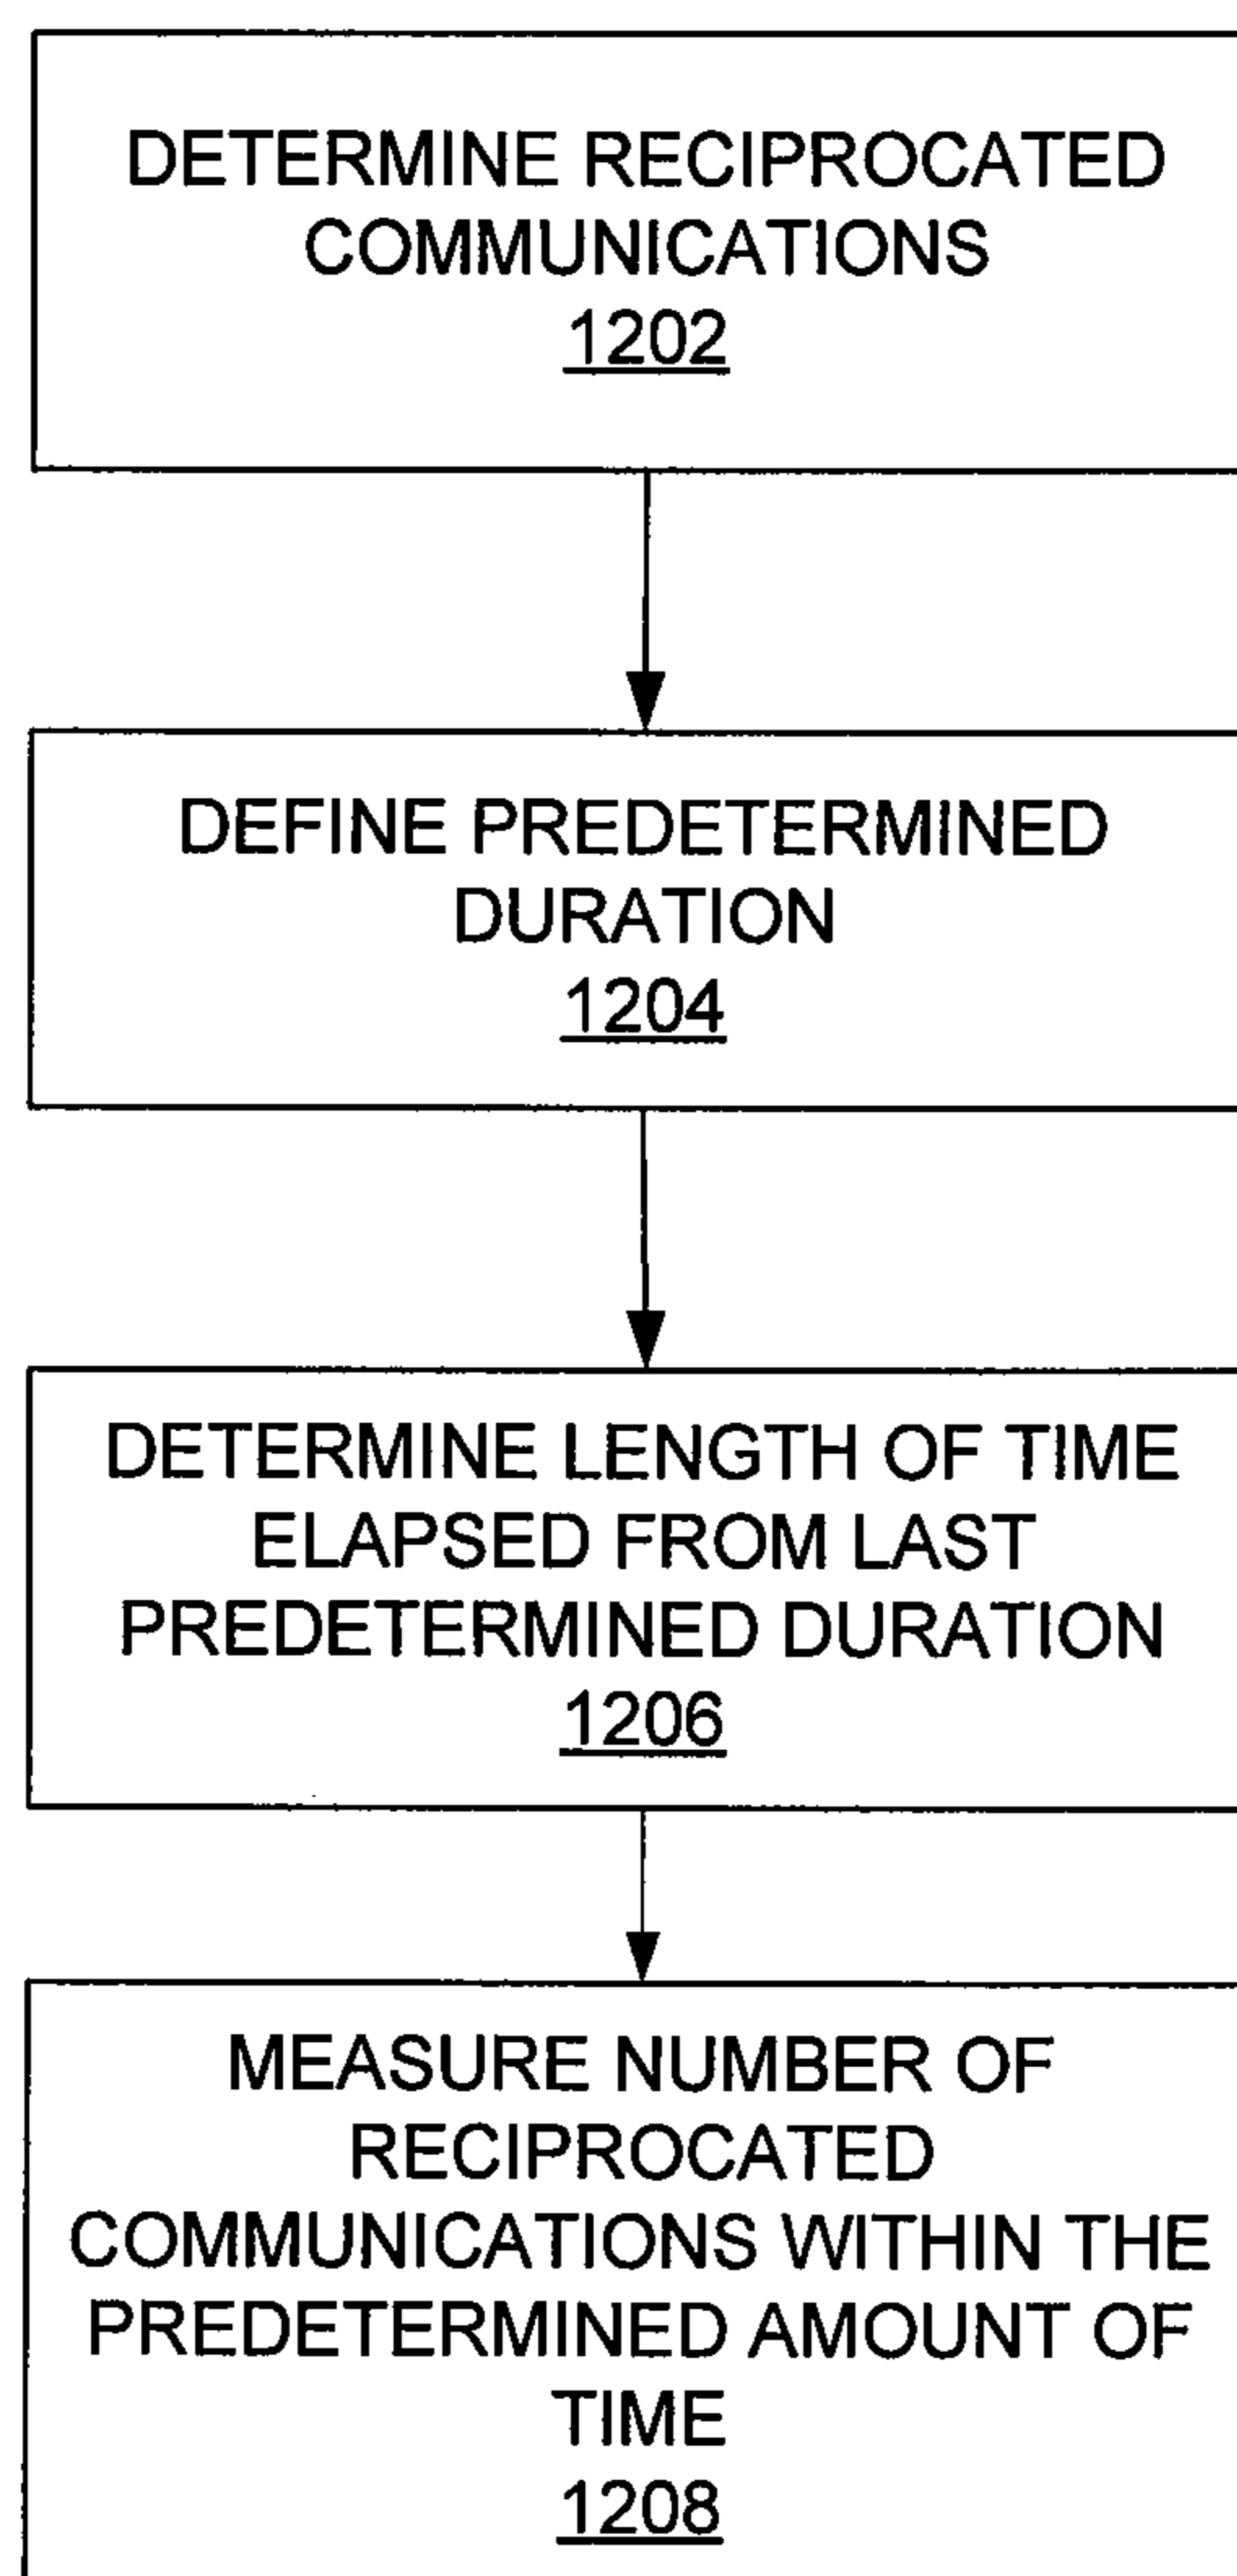 DETERMINE RECIPROCATED
COMMUNICATIONS
1202
DEFINE PREDETERMINED
DURATION
1204
DETERMINE LENGTH OF TIME
ELAPSED FROM LAST
PREDETERMINED DURATION
1206
MEASURE NUMBER OF
RECIPROCATED
COMMUNICATIONS WITHIN THE
PREDETERMINED AMOUNT OF
TIME
1208